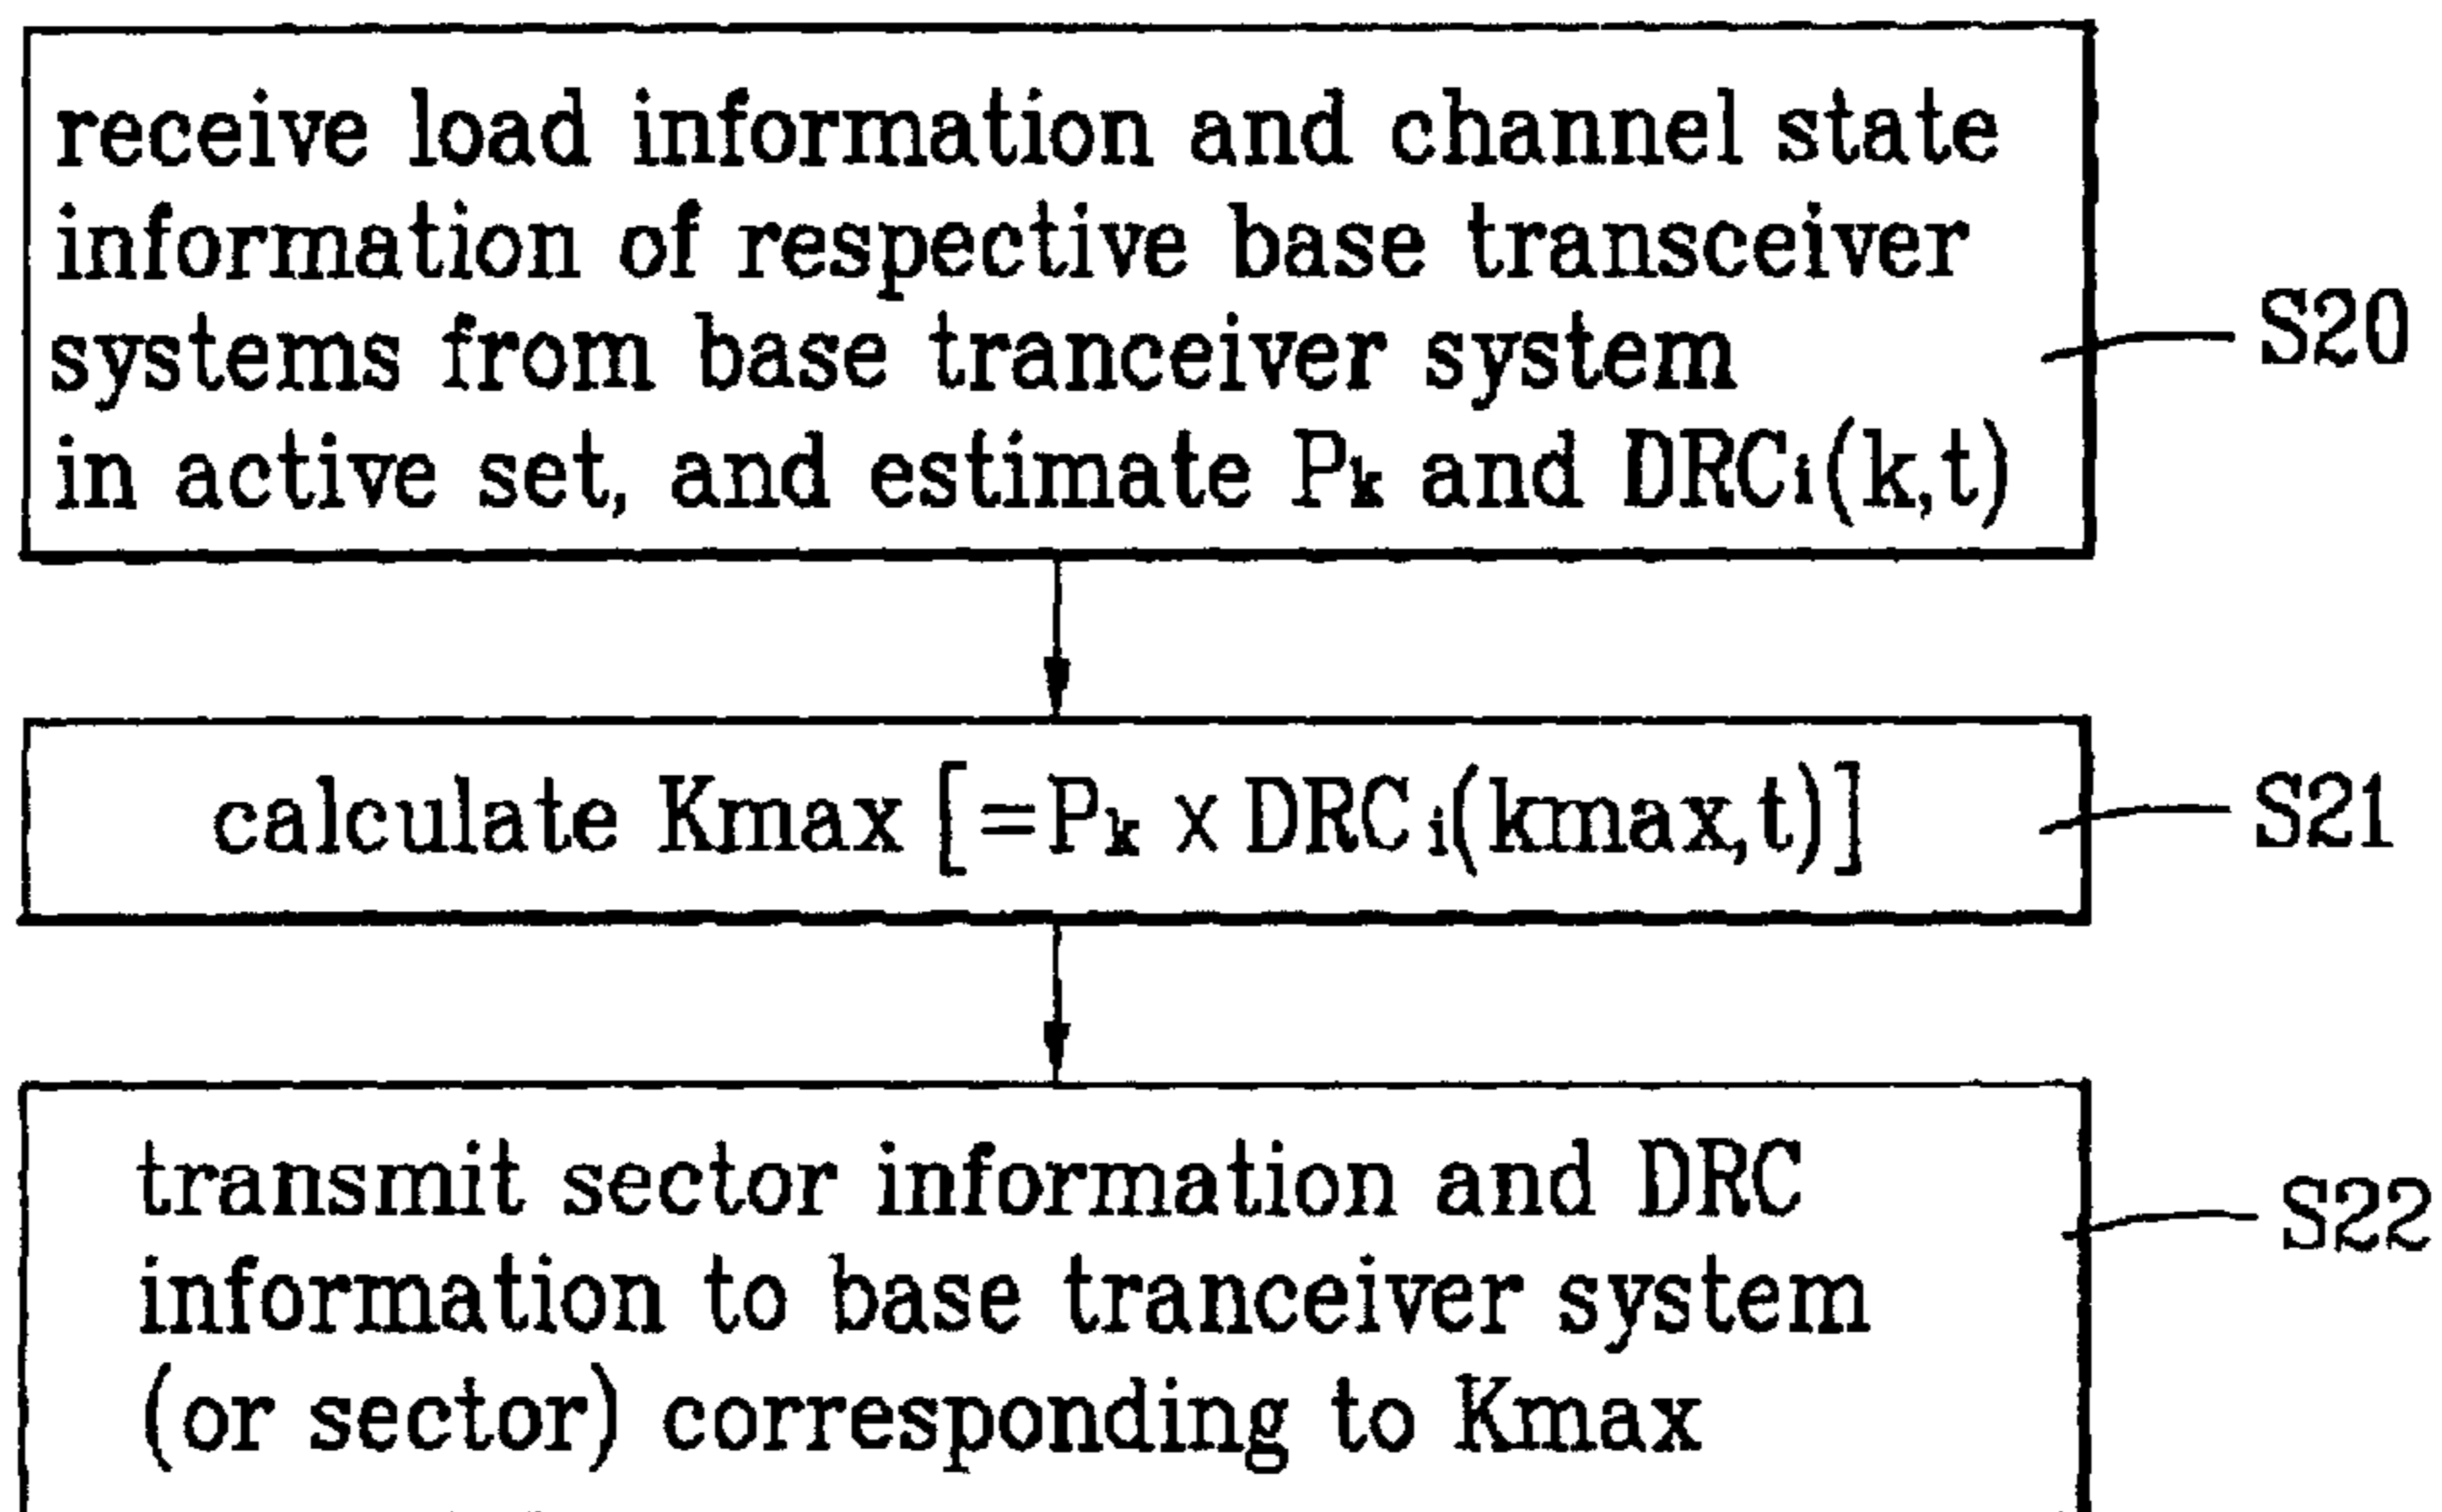 receive load information and channel state
information of respective base transceiver
systems from base tranceiver system
in active set, and estimate Pk and DRCi(k,t)
S20
calculate Kmax [=Pk x DRCi(kmax,t)]
S21
transmit sector information and DRC
information to base tranceiver system
(or sector) corresponding to Kmax
S22